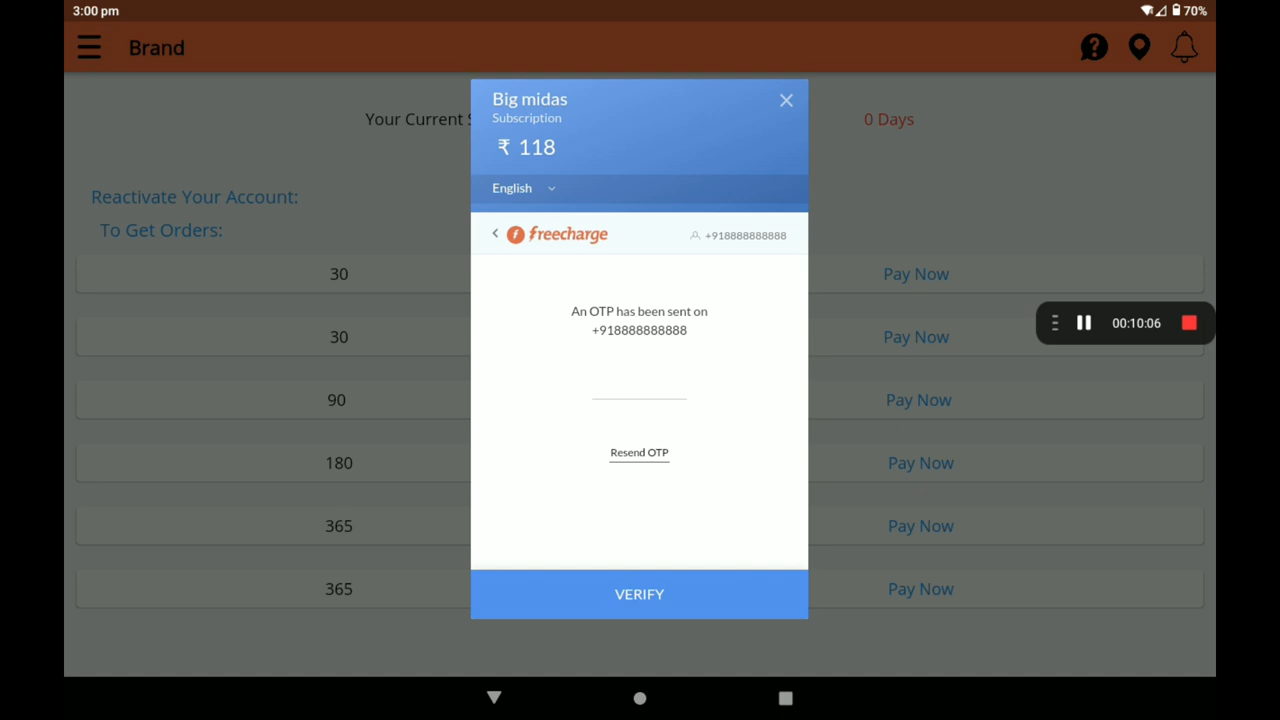 3:00 pm
70%
Brand
Big midas
Subscription
₹ 118
English
Your Current S
0 Days
Reactivate Your Account:
To Get Orders:
freecharge
+918888888888
An OTP has been sent on
+918888888888
Resend OTP
VERIFY
30 Pay Now
30 Pay Now
90 Pay Now
180 Pay Now
365 Pay Now
365 Pay Now
00:10:06